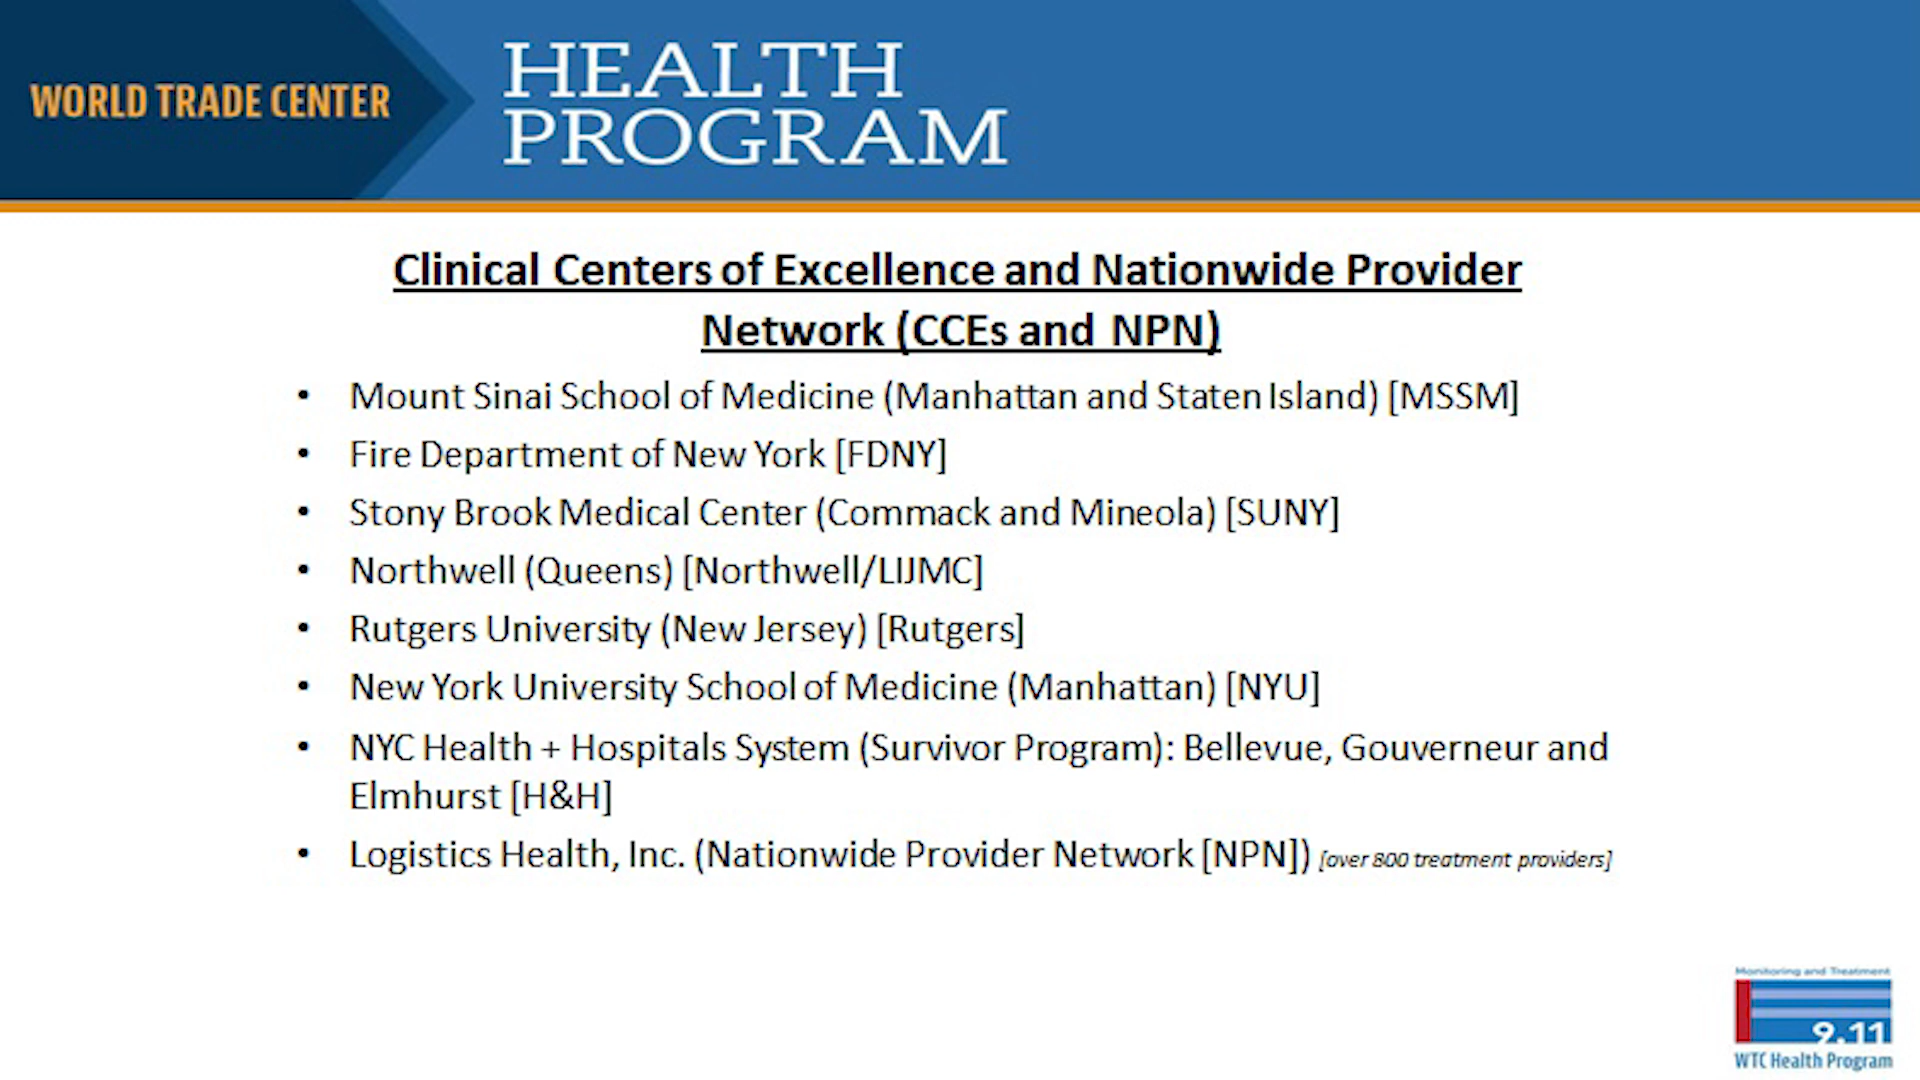 WORLD TRADE CENTER
HEALTH
PROGRAM
Clinical Centers of Excellence and Nationwide Provider
Network (CCEs and NPN)
• Mount Sinai School of Medicine (Manhattan and Staten Island) [MSSM]
• Fire Department of New York [FDNY]
• Stony Brook Medical Center (Commack and Mineola) [SUNY]
• Northwell (Queens) [Northwell/LIJMC]
• Rutgers University (New Jersey) [Rutgers]
• New York University School of Medicine (Manhattan) [NYU]
• NYC Health + Hospitals System (Survivor Program): Bellevue, Gouverneur and
Elmhurst [H&H]
• Logistics Health, Inc. (Nationwide Provider Network [NPN]) [over 800 treatment providers]
Monitoring and Treatment
9.11
WTC Health Program